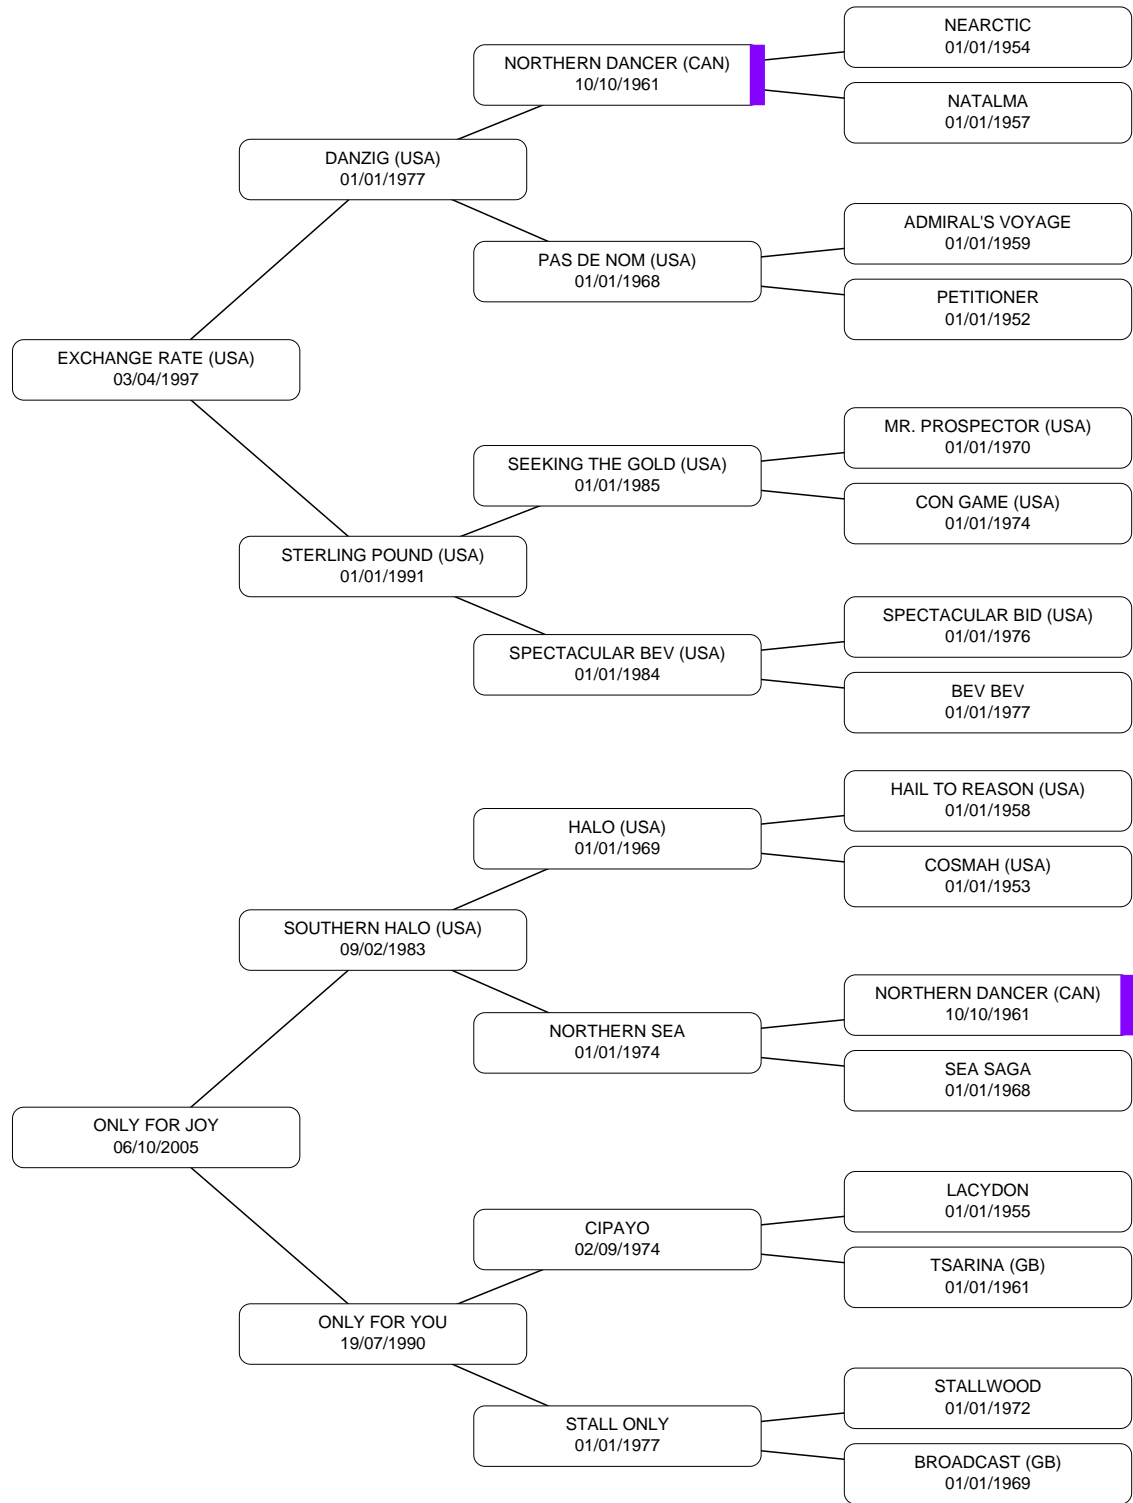 NEARCTIC
01/01/1954
NORTHERN DANCER (CAN)
10/10/1961
NATALMA
01/01/1957
DANZIG (USA)
01/01/1977
ADMIRAL'S VOYAGE
01/01/1959
PAS DE NOM (USA)
01/01/1968
PETITIONER
01/01/1952
EXCHANGE RATE (USA)
03/04/1997
MR. PROSPECTOR (USA)
01/01/1970
SEEKING THE GOLD (USA)
01/01/1985
CON GAME (USA)
01/01/1974
STERLING POUND (USA)
01/01/1991
SPECTACULAR BID (USA)
01/01/1976
SPECTACULAR BEV (USA)
01/01/1984
BEV BEV
01/01/1977
HAIL TO REASON (USA)
01/01/1958
HALO (USA)
01/01/1969
COSMAH (USA)
01/01/1953
SOUTHERN HALO (USA)
09/02/1983
NORTHERN DANCER (CAN)
10/10/1961
NORTHERN SEA
01/01/1974
SEA SAGA
01/01/1968
ONLY FOR JOY
06/10/2005
LACYDON
01/01/1955
CIPAYO
02/09/1974
TSARINA (GB)
01/01/1961
ONLY FOR YOU
19/07/1990
STALLWOOD
01/01/1972
STALL ONLY
01/01/1977
BROADCAST (GB)
01/01/1969